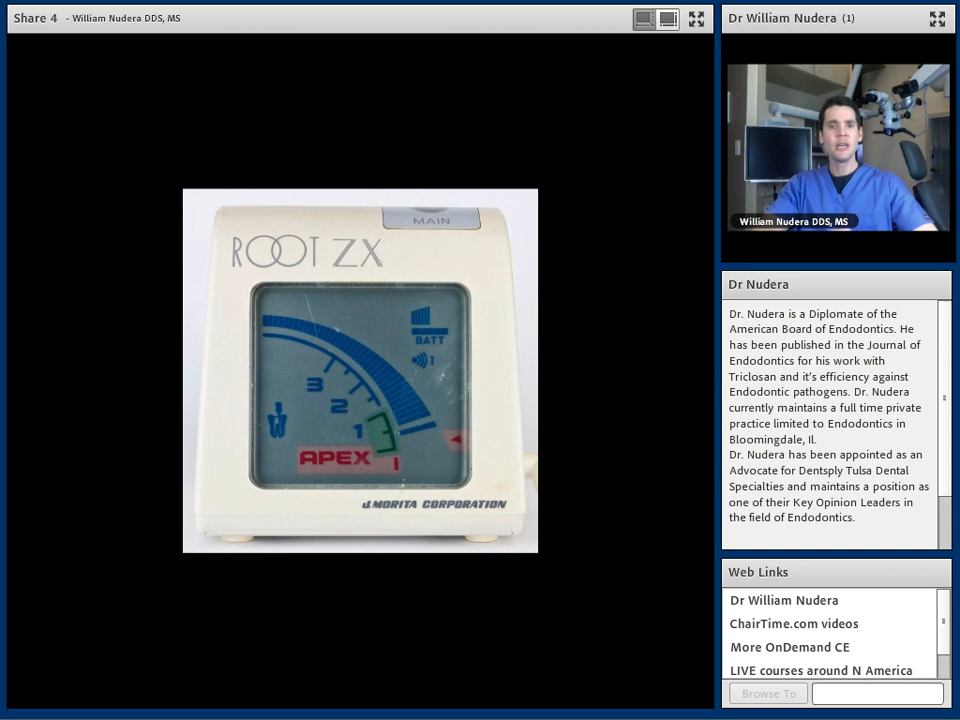 Share 4 - William Nudera DDS, MS
MAIN
ROOT ZX
BATT
1
3
2
1
APEX
J.MORITA CORPORATION
Dr William Nudera (1)
William Nudera DDS, MS
Dr Nudera
Dr. Nudera is a Diplomate of the
American Board of Endodontics. He
has been published in the Journal of
Endodontics for his work with
Triclosan and it's efficiency against
Endodontic pathogens. Dr. Nudera
currently maintains a full time private
practice limited to Endodontics in
Bloomingdale, Il.
Dr. Nudera has been appointed as an
Advocate for Dentsply Tulsa Dental
Specialties and maintains a position as
one of their Key Opinion Leaders in
the field of Endodontics.
Web Links
Dr William Nudera
ChairTime.com videos
More OnDemand CE
LIVE courses around N America
Browse To